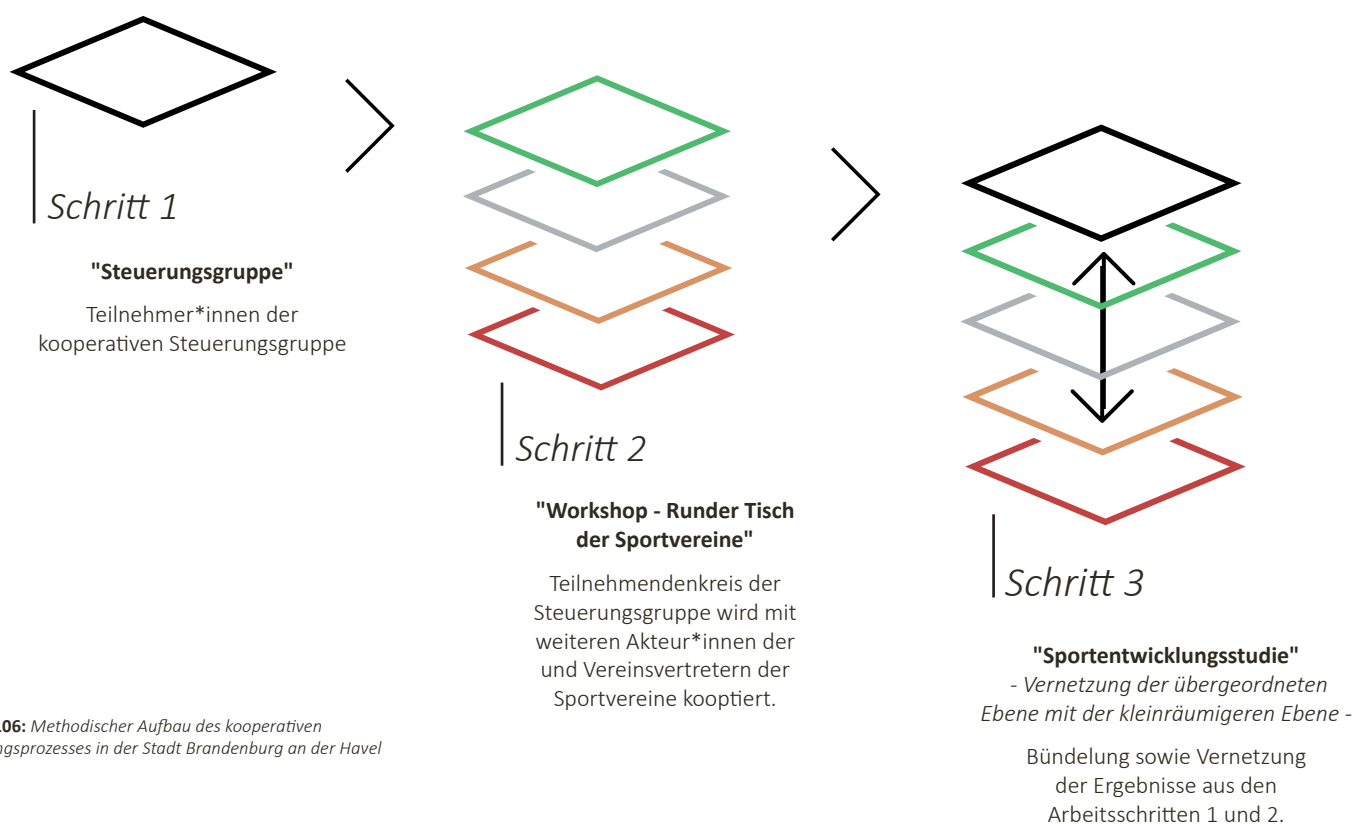 Schritt 1
"Steuerungsgruppe"
Teilnehmer*innen der
kooperativen Steuerungsgruppe
Schritt 2
"Workshop - Runder Tisch
der Sportvereine"
Teilnehmendenkreis der
Steuerungsgruppe wird mit
weiteren Akteur*innen der
und Vereinsvertretern der
Sportvereine kooptiert.
Schritt 3
"Sportentwicklungsstudie"
- Vernetzung der übergeordneten
Ebene mit der kleinräumigeren Ebene -
Bündelung sowie Vernetzung
der Ergebnisse aus den
Arbeitsschritten 1 und 2.
06: Methodischer Aufbau des kooperativen
ngsprozesses in der Stadt Brandenburg an der Havel